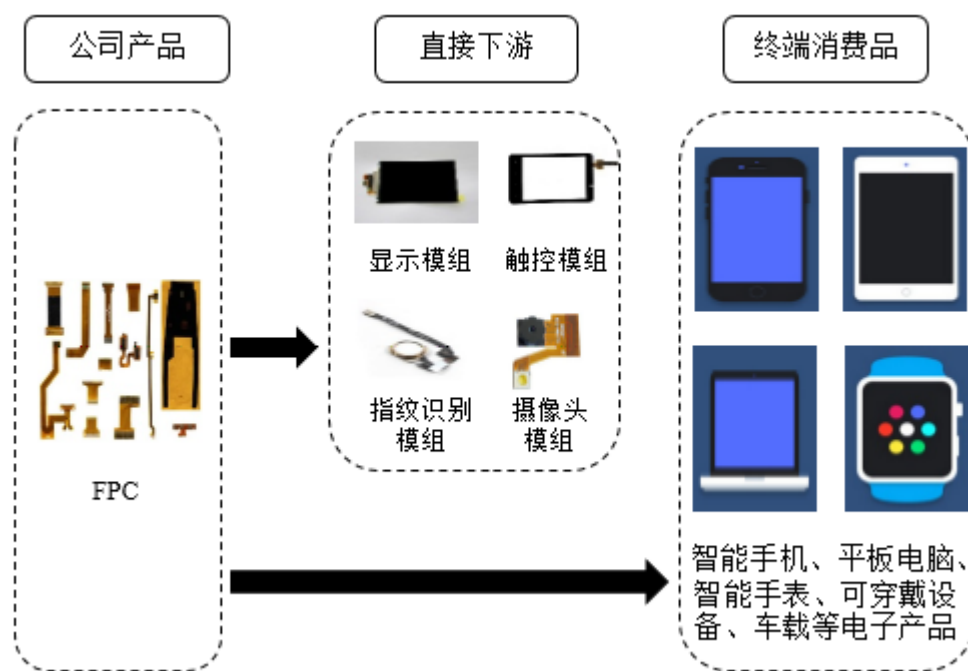 公司产品
直接下游
终端消费品
显示模组
触控模组
指纹识别
模组
摄像头
模组
FPC
智能手机、平板电脑、
智能手表、可穿戴设
备、车载等电子产品